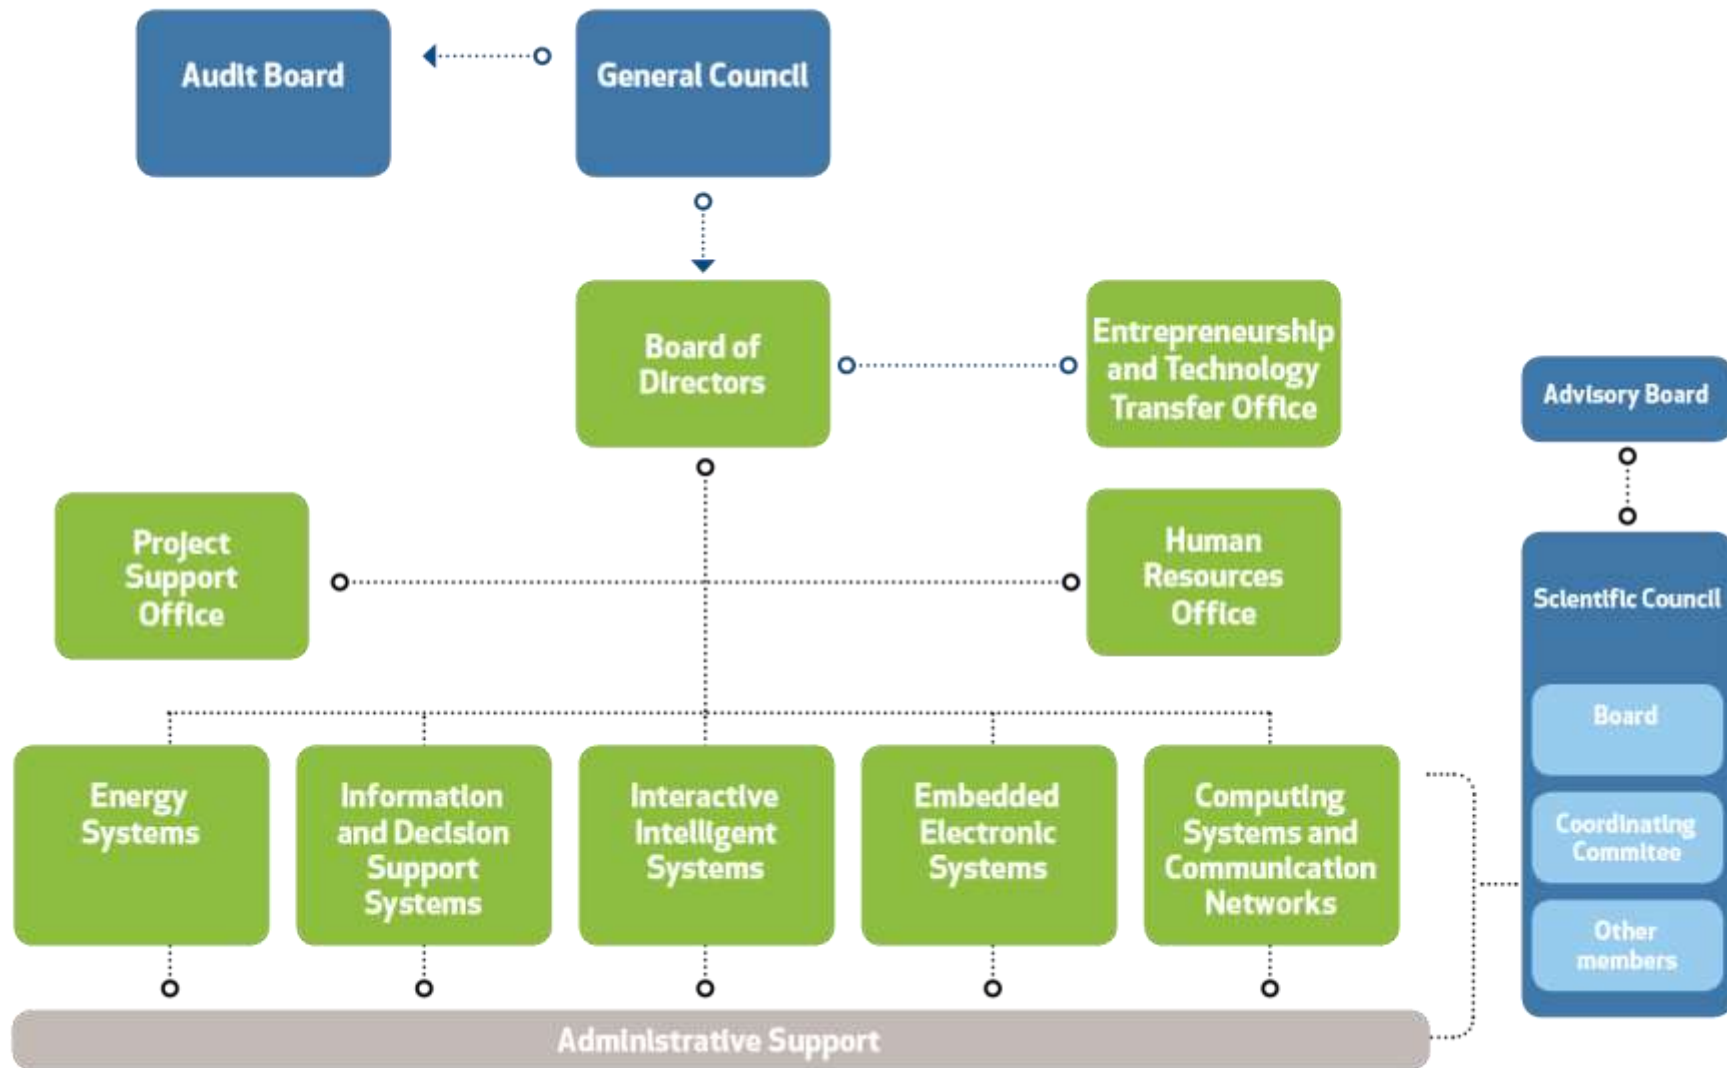 Audit Board
General Council
Board of
Directors
Entrepreneurship
and Technology
Transfer Office
Advisory Board
Project
Support
Office
Human
Resources
Office
Scientific Council
Board
Coordinating
Commitee
Other
members
Energy
Systems
Information
and Decision
Support
Systems
Interactive
Intelligent
Systems
Embedded
Electronic
Systems
Computing
Systems and
Communication
Networks
Administrative Support